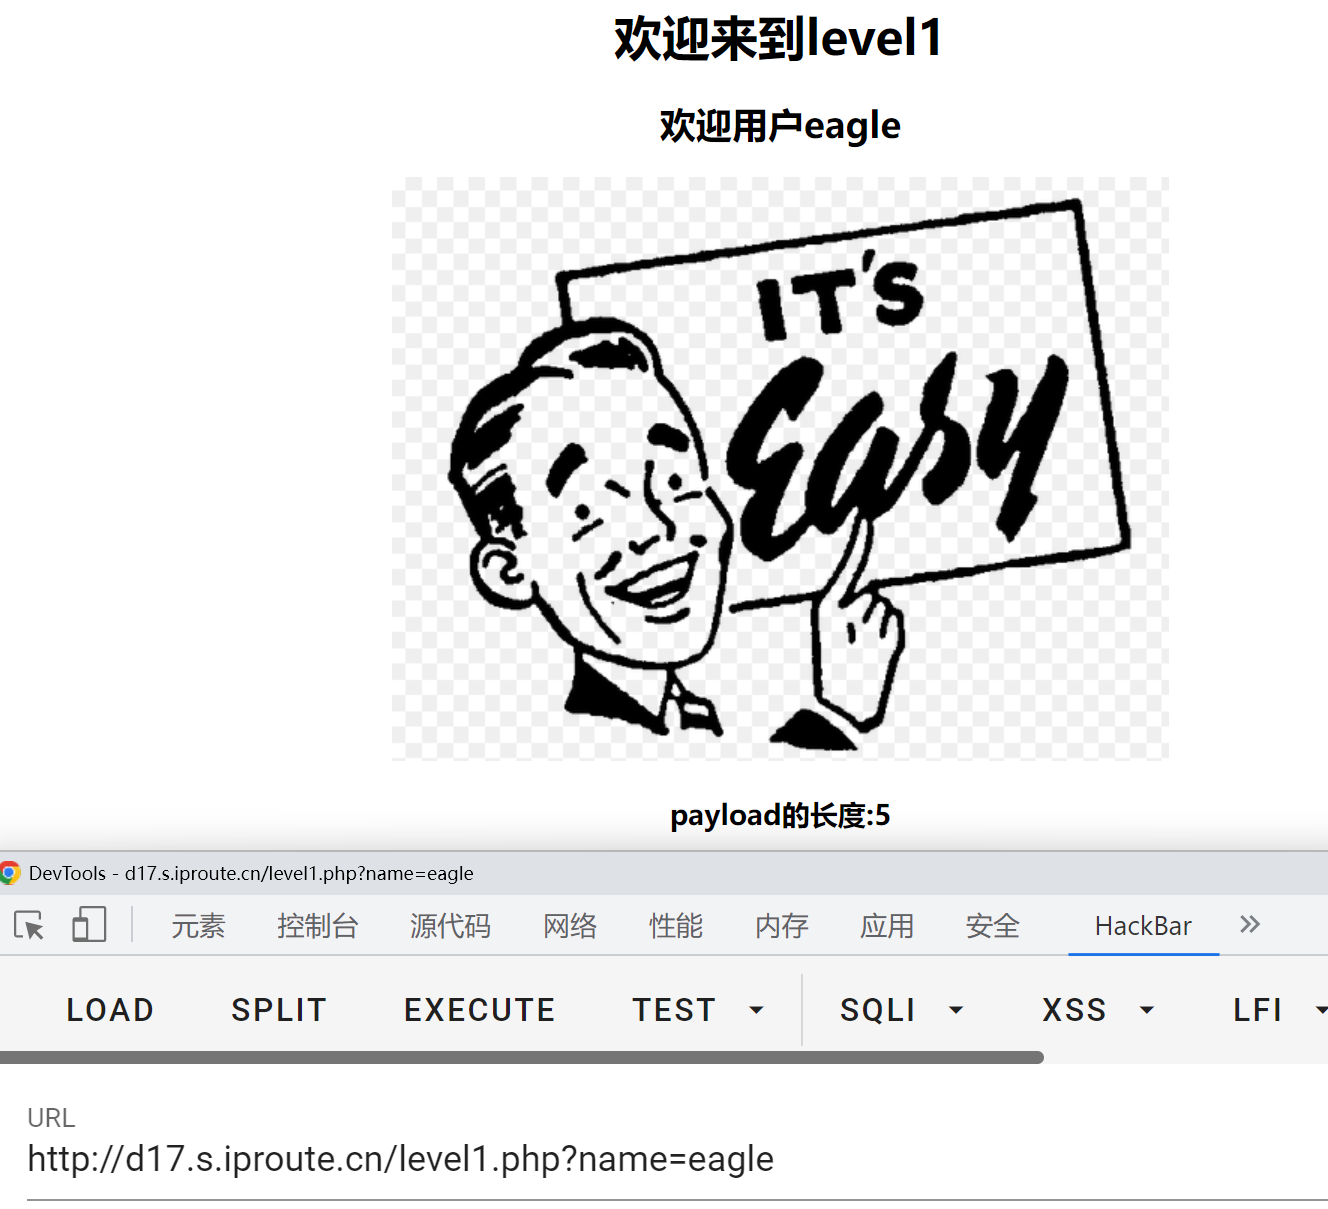 欢迎来到level1
欢迎用户eagle
IT'S
Easy
payload的长度:5
DevTools - d17.s.iproute.cn/level1.php?name=eagle
元素 控制台 源代码 网络 性能 内存 应用 安全 HackBar
LOAD SPLIT EXECUTE TEST SQLI XSS LFI
URL
http://d17.s.iproute.cn/level1.php?name=eagle